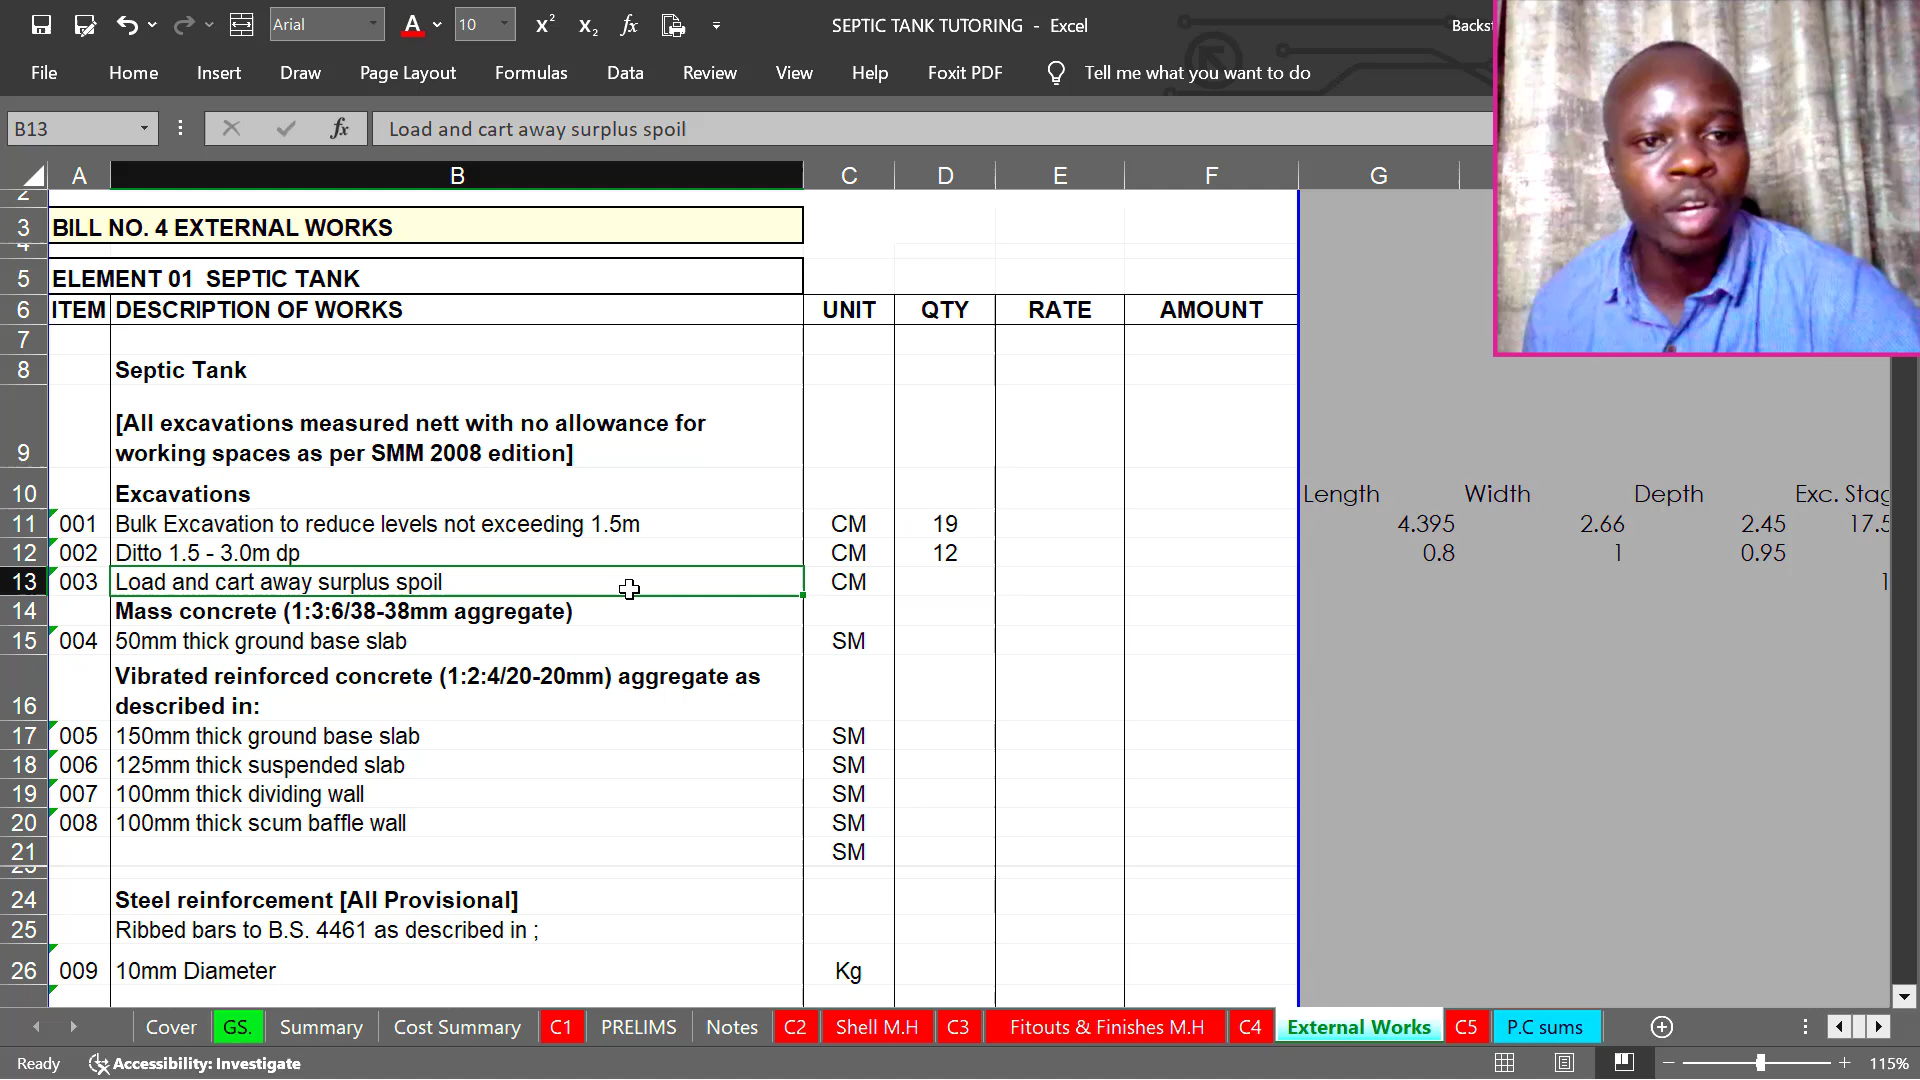 Arial
A
10
x²
x₂
fx
SEPTIC TANK TUTORING - Excel
File Home Insert Draw Page Layout Formulas Data Review View Help Foxit PDF Tell me what you want to do
B13 fx Load and cart away surplus spoil
A B C D E F G
2
3 BILL NO. 4 EXTERNAL WORKS
4
5 ELEMENT 01 SEPTIC TANK
6 ITEM DESCRIPTION OF WORKS UNIT QTY RATE AMOUNT
7
8 Septic Tank
[All excavations measured nett with no allowance for
9 working spaces as per SMM 2008 edition]
10 Excavations Length Width Depth Exc.
11 001 Bulk Excavation to reduce levels not exceeding 1.5m CM 19 4.395 2.66 2.45 17.5
12 002 Ditto 1.5 - 3.0m dp CM 12 0.8 1 0.95
13 003 Load and cart away surplus spoil CM 1
14 Mass concrete (1:3:6/38-38mm aggregate)
15 004 50mm thick ground base slab SM
Vibrated reinforced concrete (1:2:4/20-20mm) aggregate as
16 described in:
17 005 150mm thick ground base slab SM
18 006 125mm thick suspended slab SM
19 007 100mm thick dividing wall SM
20 008 100mm thick scum baffle wall SM
21 SM
23
24 Steel reinforcement [All Provisional]
25 Ribbed bars to B.S. 4461 as described in ;
26 009 10mm Diameter Kg
Cover GS. Summary Cost Summary C1 PRELIMS Notes C2 Shell M.H C3 Fitouts & Finishes M.H C4 External Works C5 P.C sums
Ready Accessibility: Investigate 115%